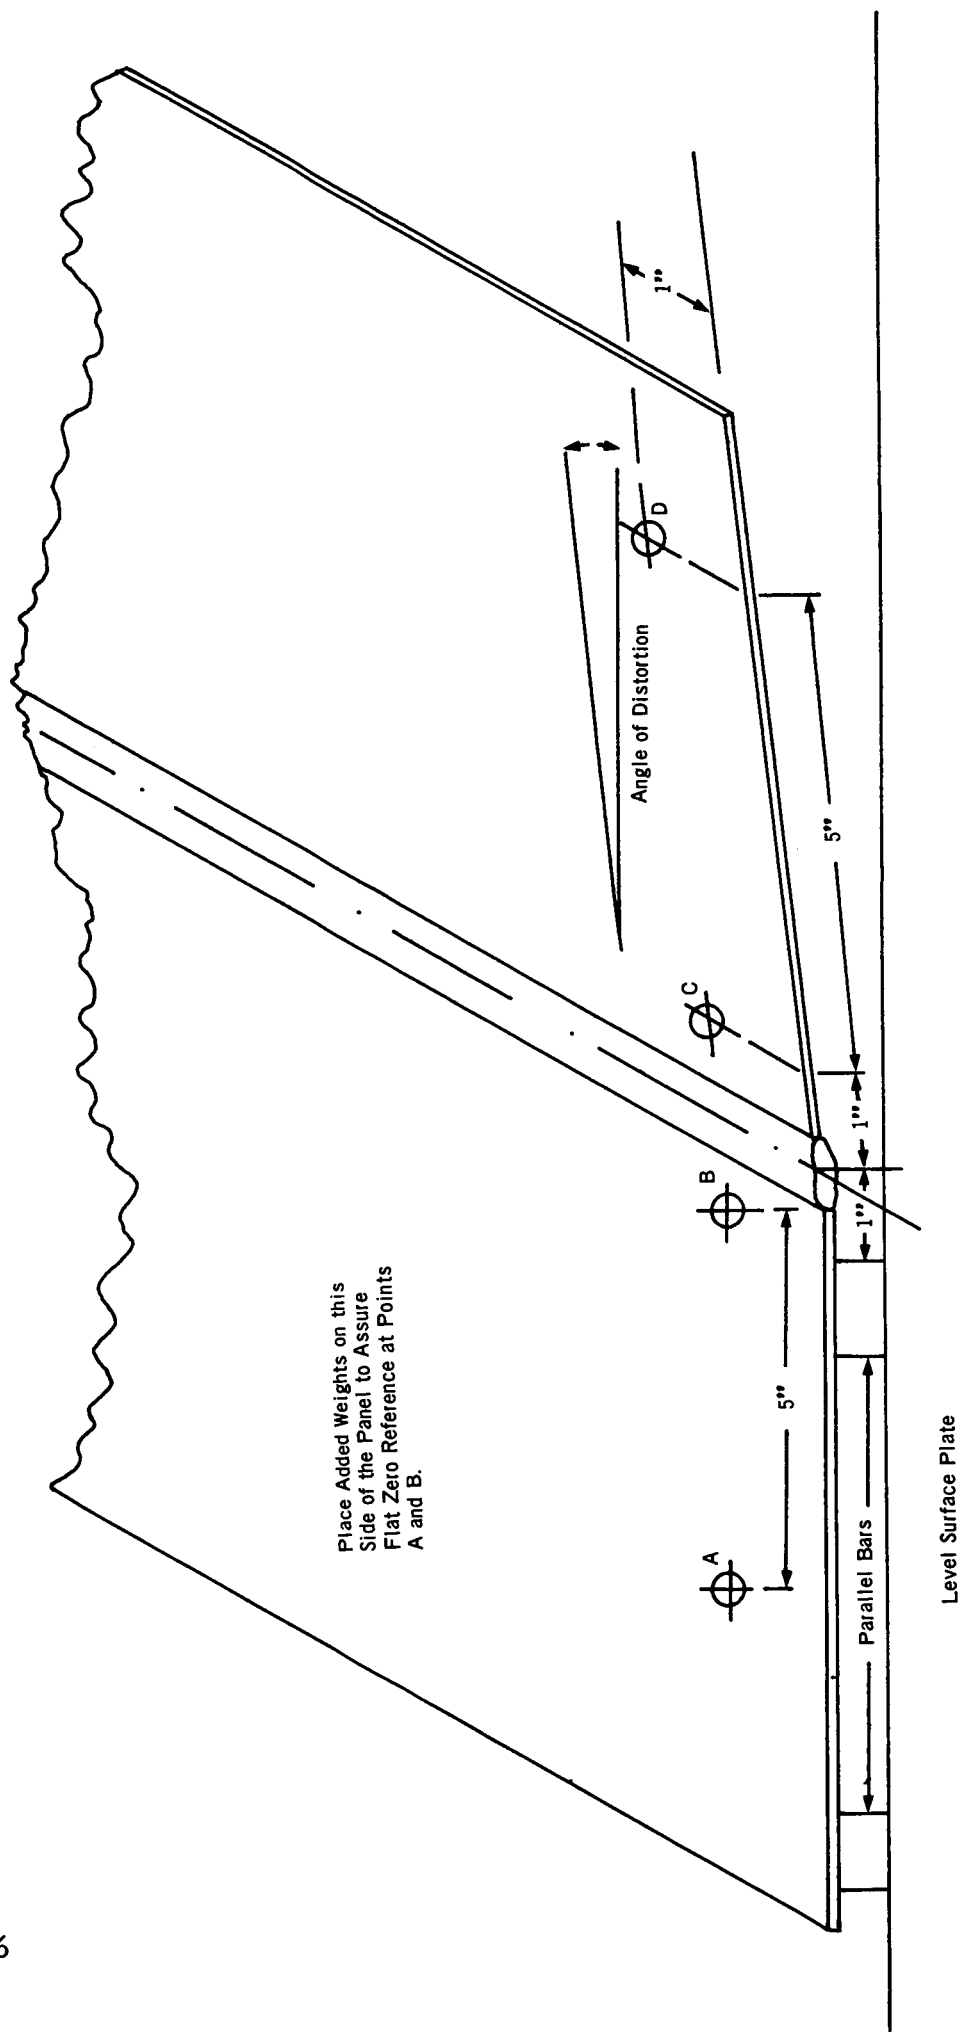 Place Added Weights on this
Side of the Panel to Assure
Flat Zero Reference at Points
A and B.
A
B
C
D
Angle of Distortion
1"
5"
5"
1"
1"
Parallel Bars
Level Surface Plate